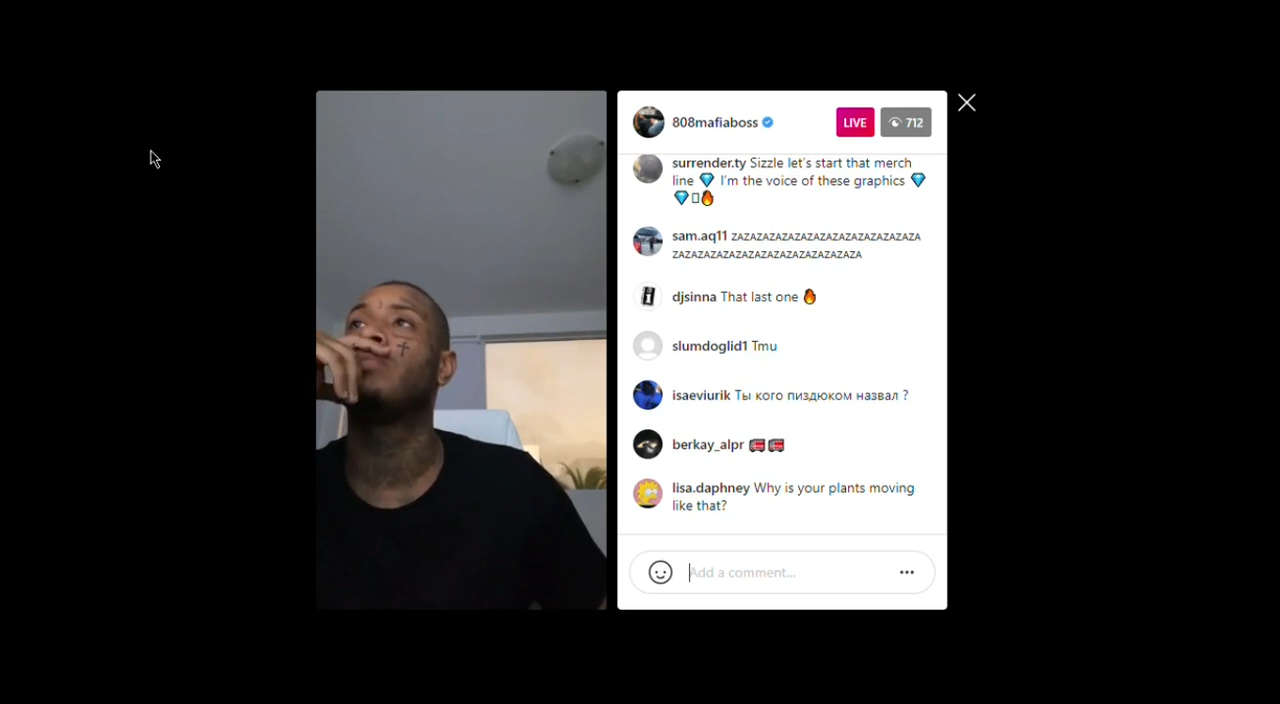 808mafiaboss
LIVE
712
surrender.ty Sizzle let's start that merch
line 💎 I'm the voice of these graphics 💎
💎🔥
sam.aq11 ZAZAZAZAZAZAZAZAZAZAZAZAZAZAZA
ZAZAZAZAZAZAZAZAZAZAZAZAZAZAZA
djsinna That last one 🔥
slumdoglid1 Tmu
isaeviurik Ты кого пиздюком назвал ?
berkay_alpr 🚒🚒
lisa.daphney Why is your plants moving
like that?
Add a comment...